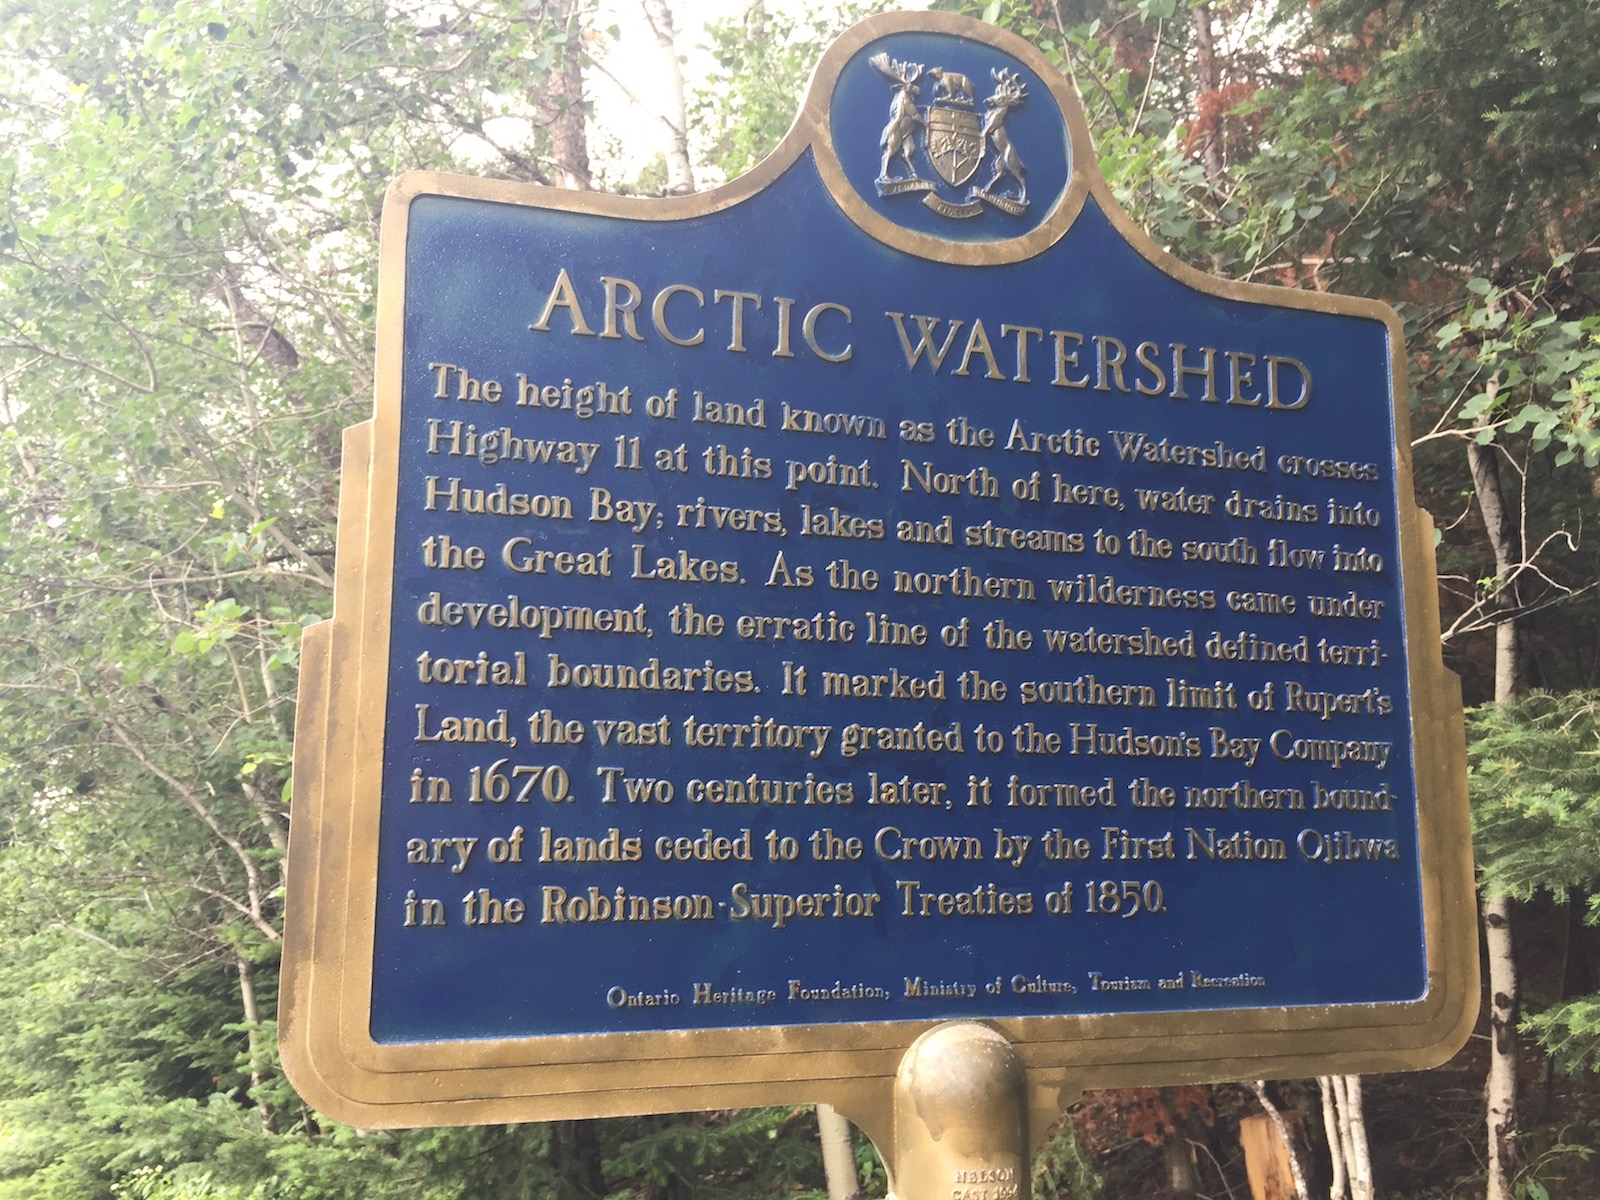 ARCTIC WATERSHED
The height of land known as the Arctic Watershed crosses
Highway 11 at this point. North of here, water drains into
Hudson Bay; rivers, lakes and streams to the south flow into
the Great Lakes. As the northern wilderness came under
development, the erratic line of the watershed defined terri-
torial boundaries. It marked the southern limit of Rupert's
Land, the vast territory granted to the Hudson's Bay Company
in 1670. Two centuries later, it formed the northern bound-
ary of lands ceded to the Crown by the First Nation Ojibwa
in the Robinson-Superior Treaties of 1850.
Ontario Heritage Foundation, Ministry of Culture, Tourism and Recreation
NELSON
CAST